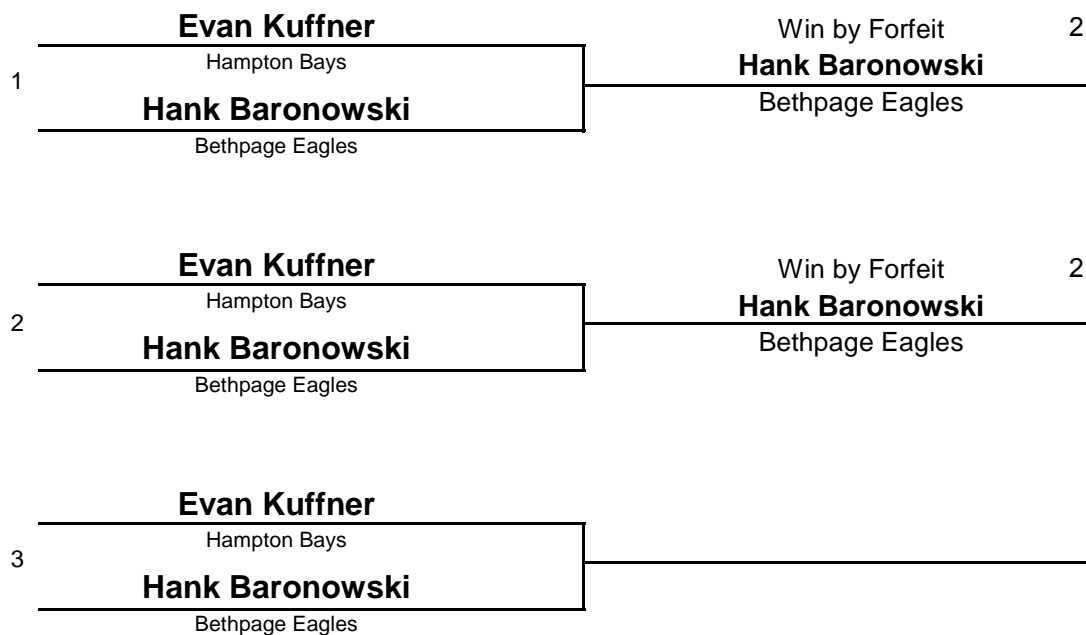 Evan Kuffner
Win by Forfeit 2
Hampton Bays
Hank Baronowski
1
Hank Baronowski
Bethpage Eagles
Bethpage Eagles
Evan Kuffner
Win by Forfeit 2
Hampton Bays
Hank Baronowski
2
Hank Baronowski
Bethpage Eagles
Bethpage Eagles
Evan Kuffner
Hampton Bays
3
Hank Baronowski
Bethpage Eagles